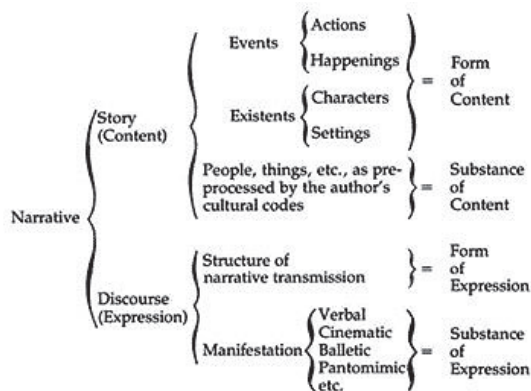 Actions
Events
Happenings
= Form of Content
Characters
Existents
Settings
Story
(Content)
People, things, etc., as pre-
processed by the author's
cultural codes
= Substance of Content
Narrative
Structure of
narrative transmission
= Form of Expression
Discourse
(Expression)
Verbal
Cinematic
Manifestation
Balletic
Pantomimic
etc.
= Substance of Expression